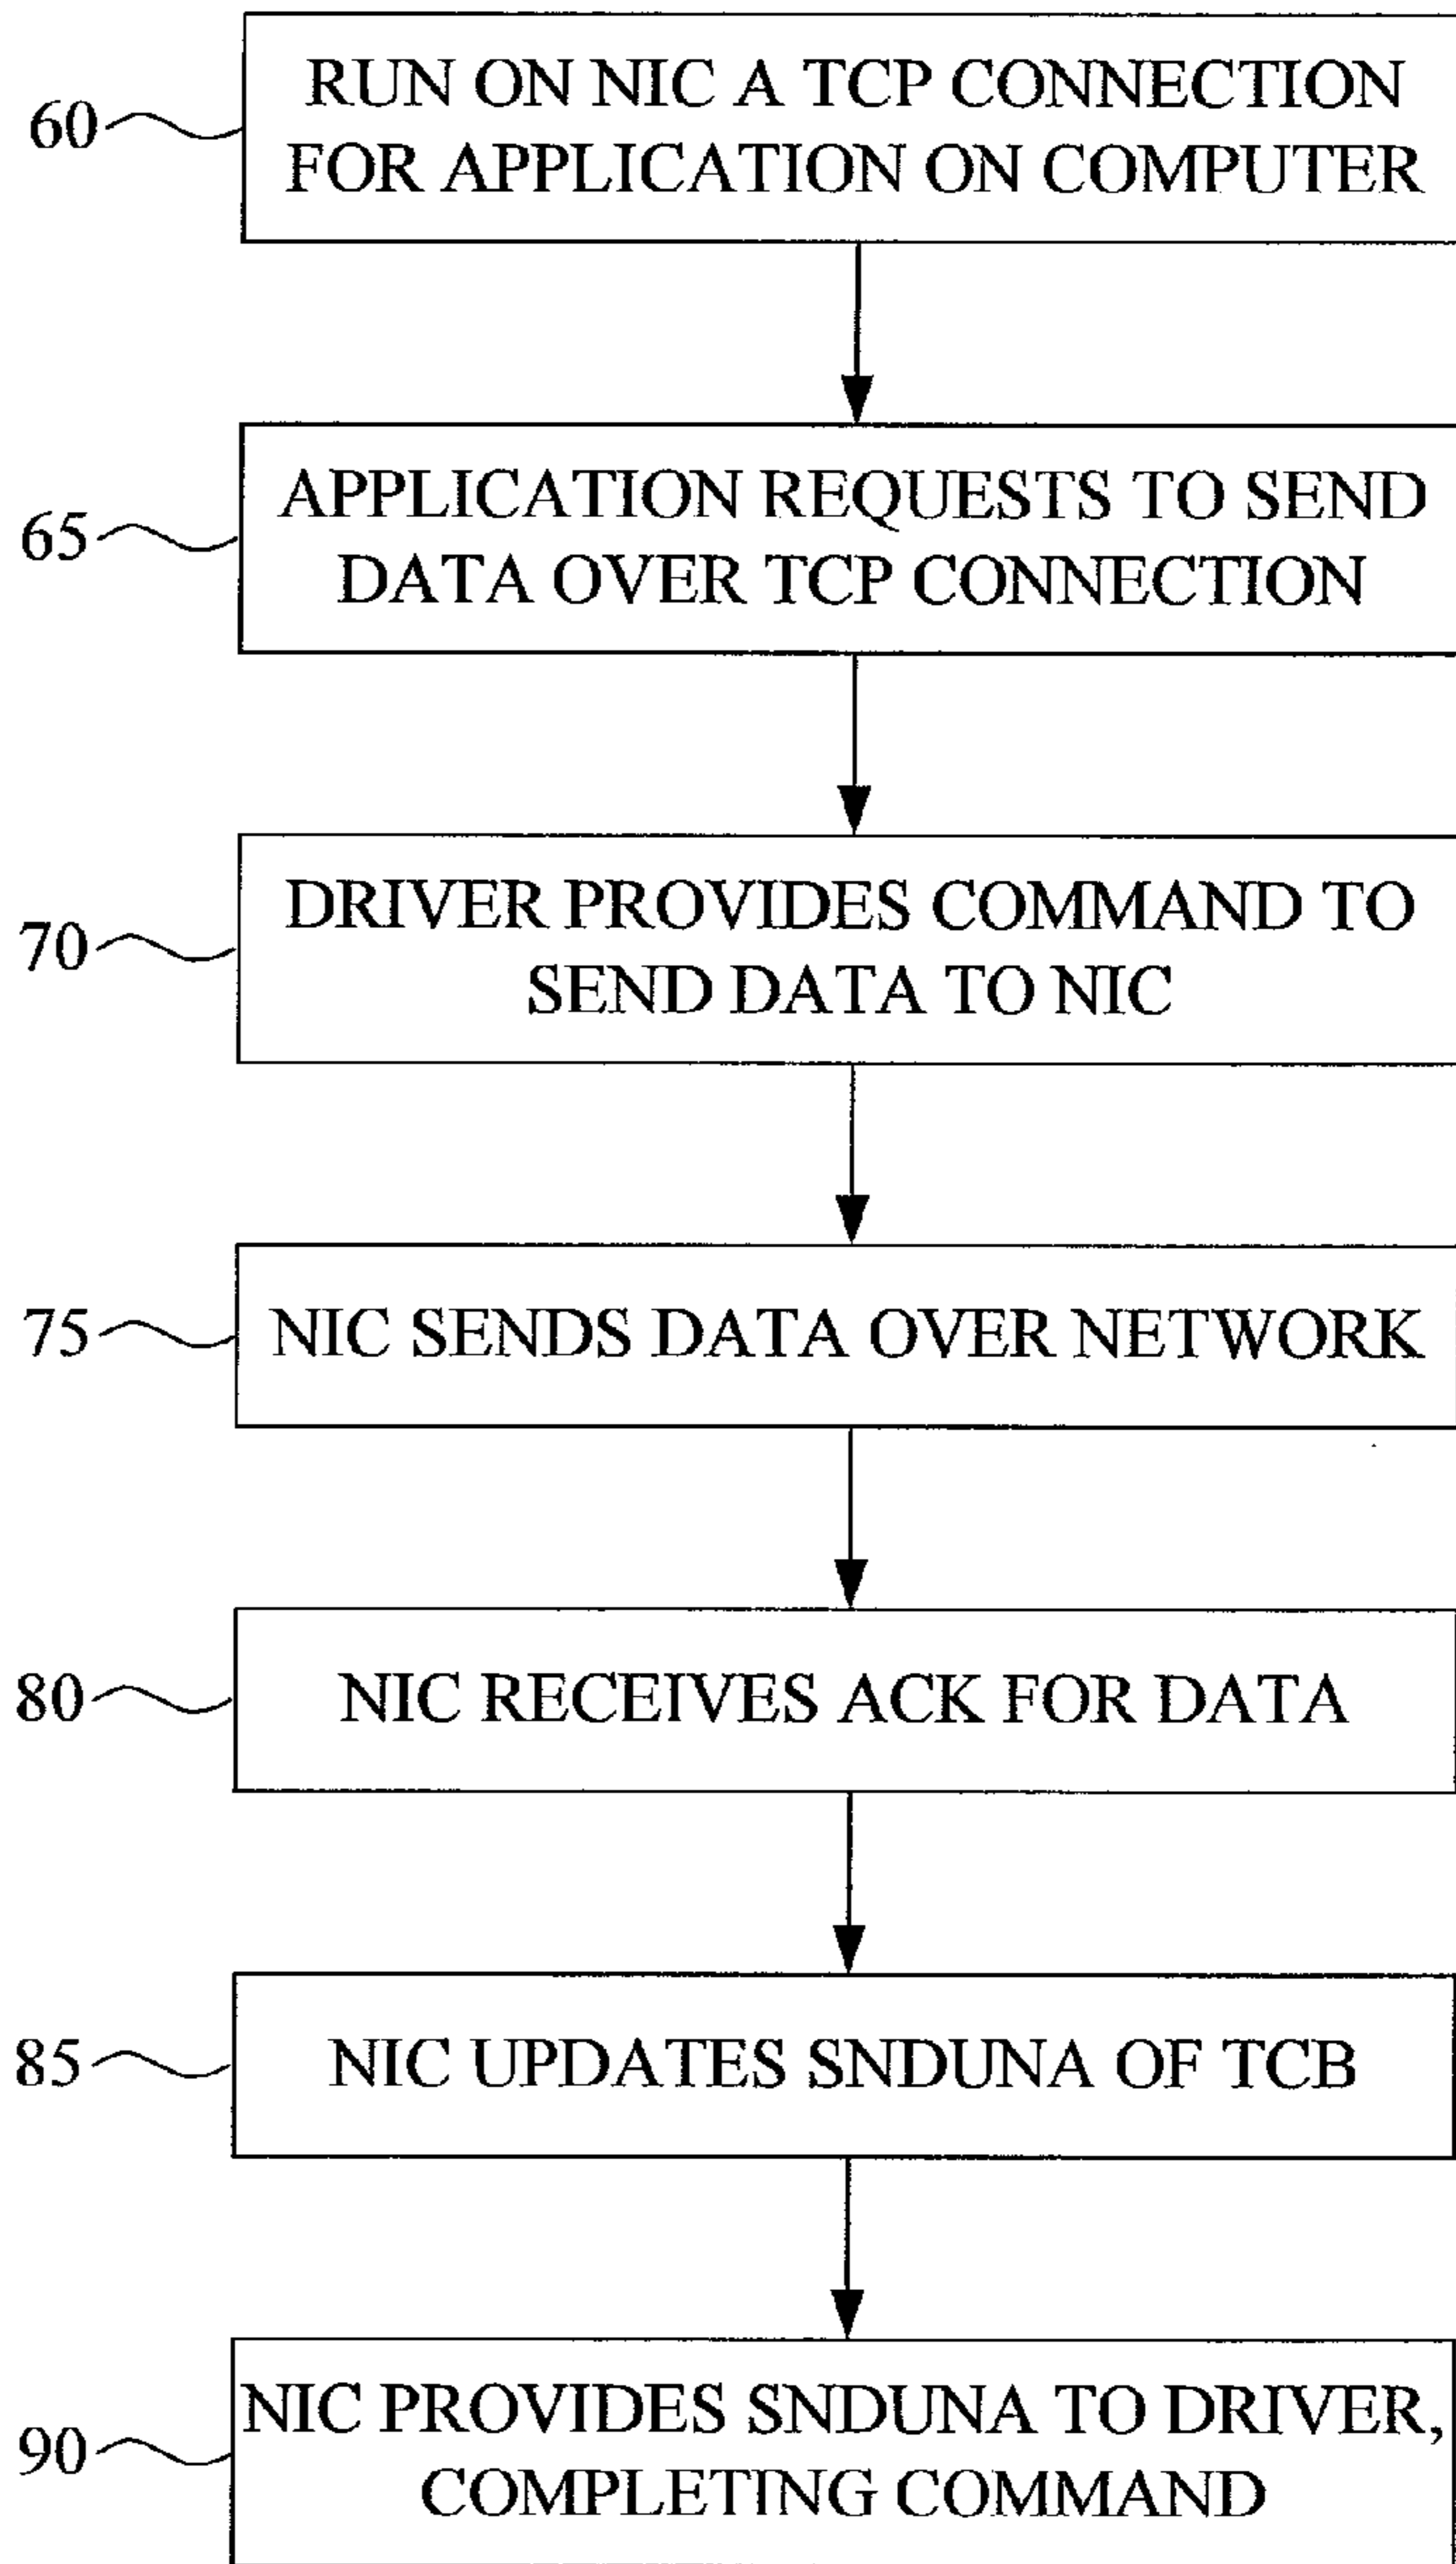 60
RUN ON NIC A TCP CONNECTION
FOR APPLICATION ON COMPUTER
65
APPLICATION REQUESTS TO SEND
DATA OVER TCP CONNECTION
70
DRIVER PROVIDES COMMAND TO
SEND DATA TO NIC
75
NIC SENDS DATA OVER NETWORK
80
NIC RECEIVES ACK FOR DATA
85
NIC UPDATES SNDUNA OF TCB
90
NIC PROVIDES SNDUNA TO DRIVER,
COMPLETING COMMAND